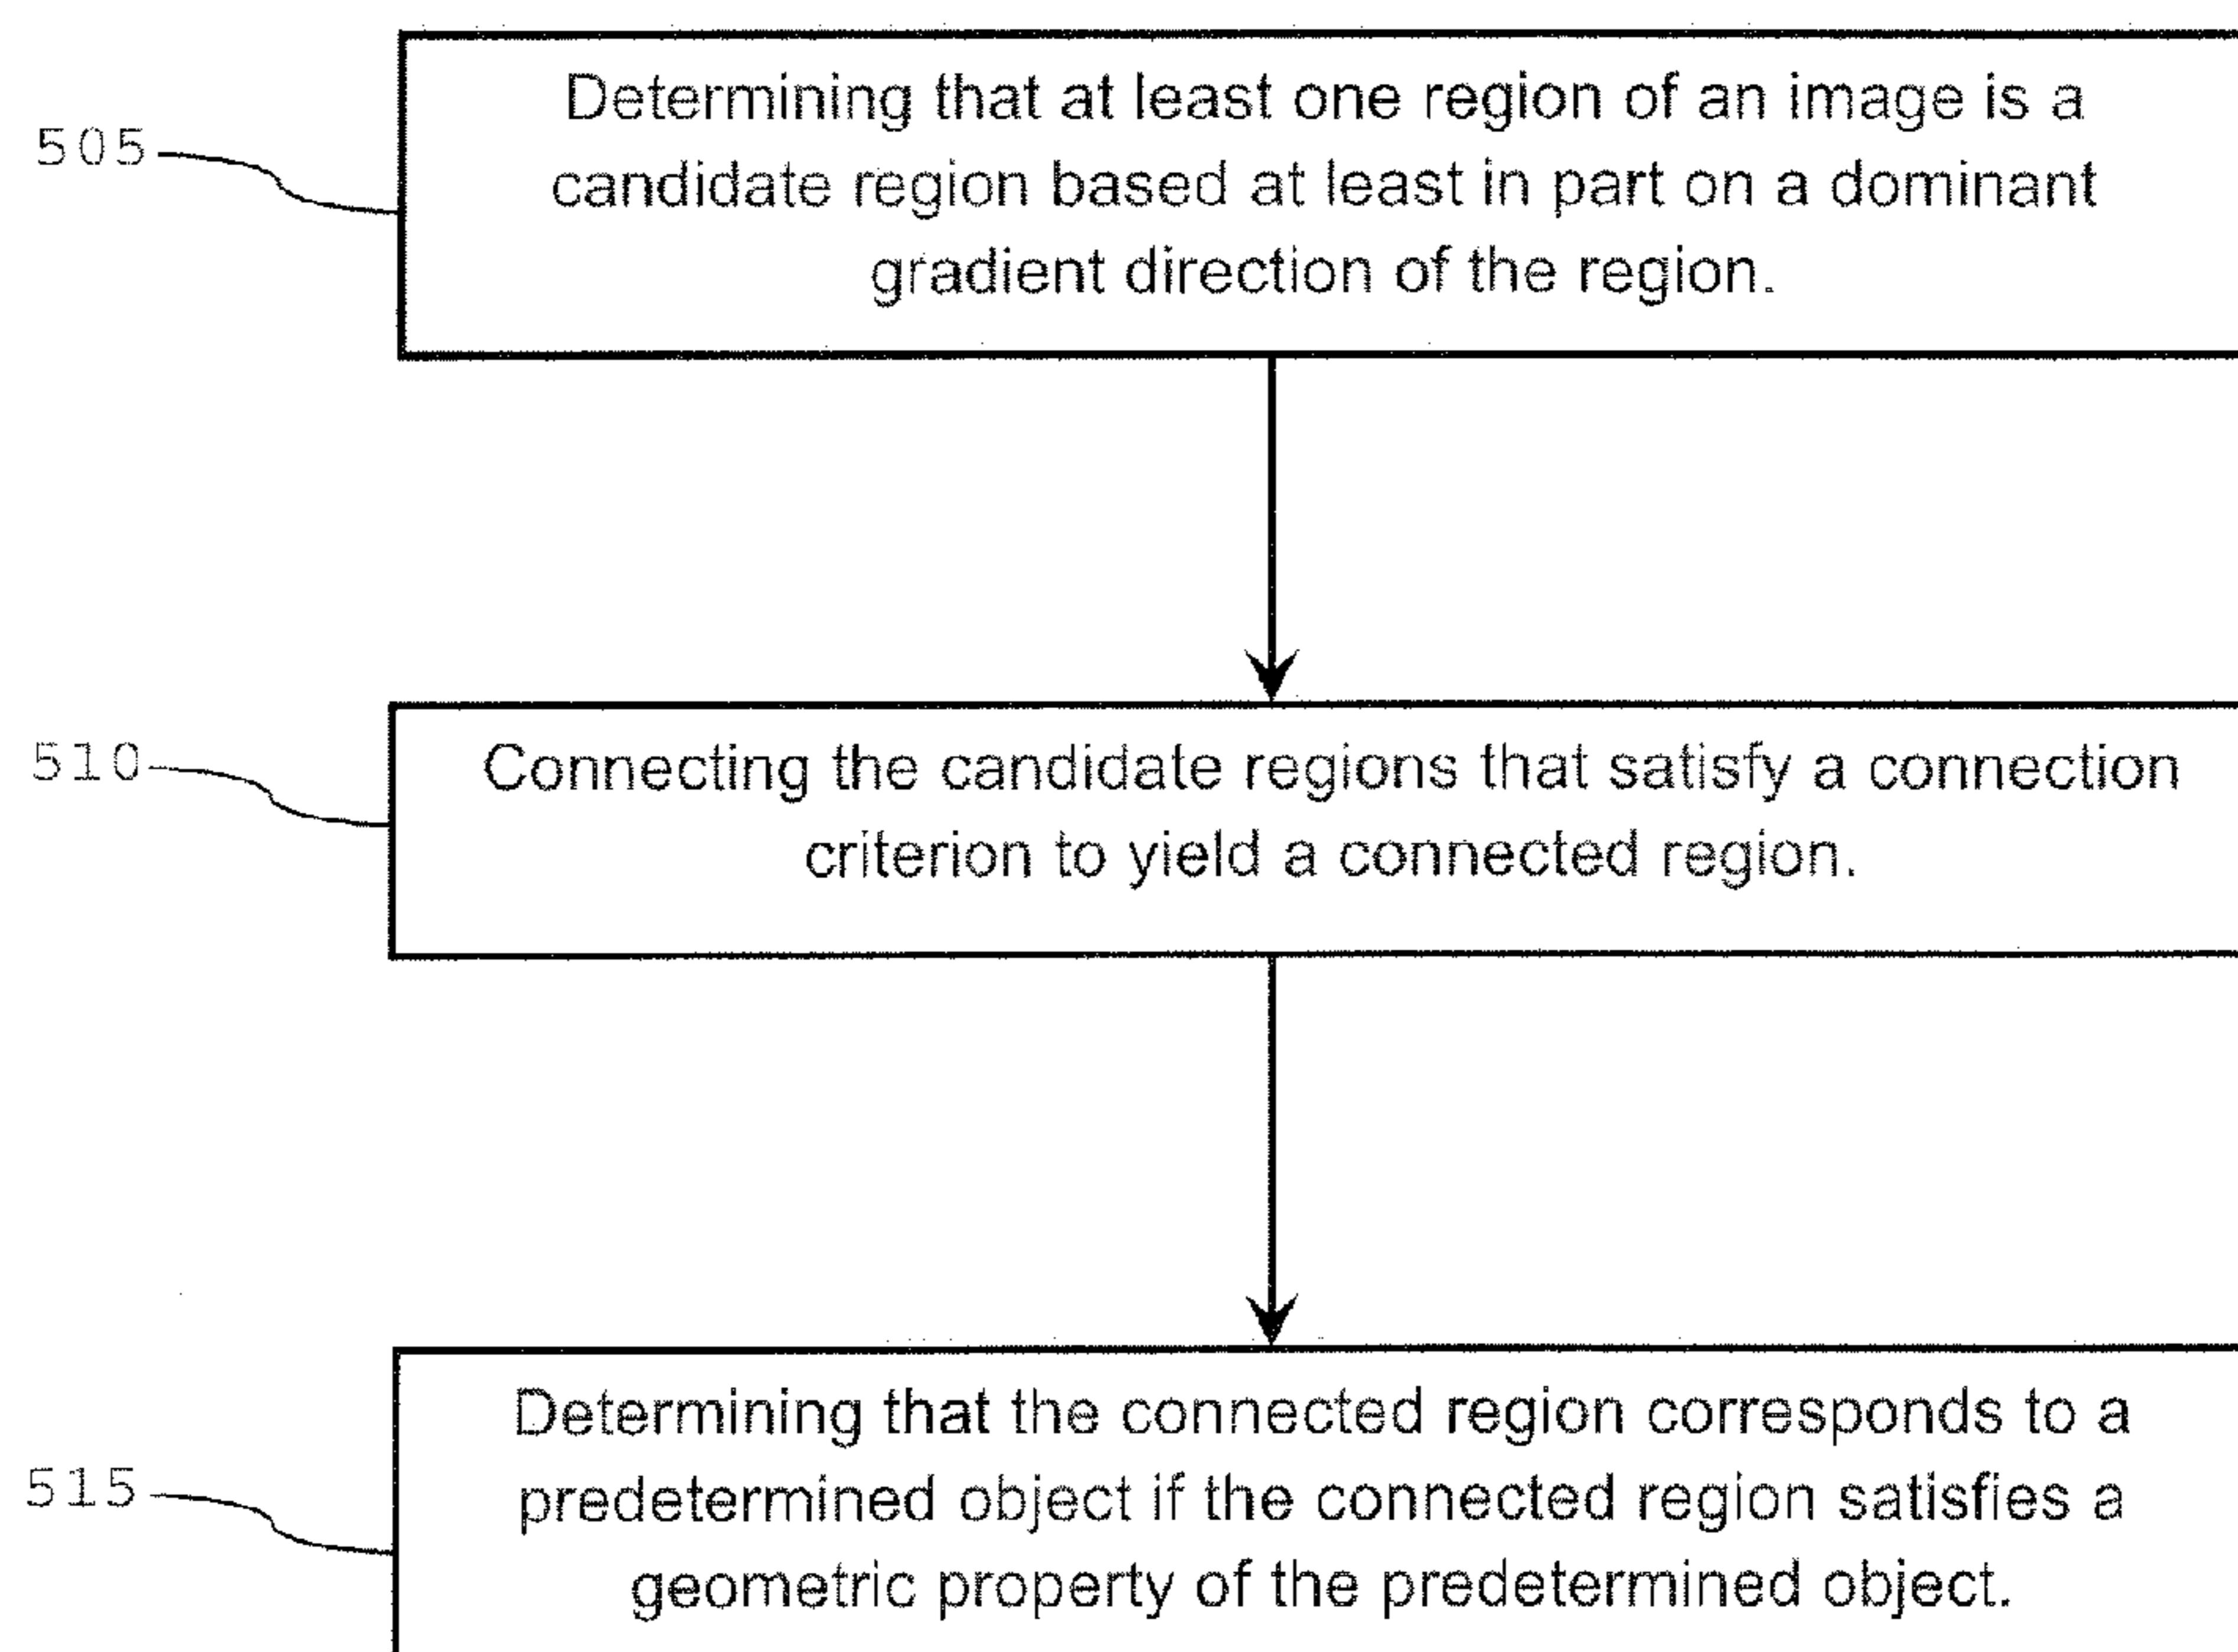 505
Determining that at least one region of an image is a
candidate region based at least in part on a dominant
gradient direction of the region.
510
Connecting the candidate regions that satisfy a connection
criterion to yield a connected region.
515
Determining that the connected region corresponds to a
predetermined object if the connected region satisfies a
geometric property of the predetermined object.